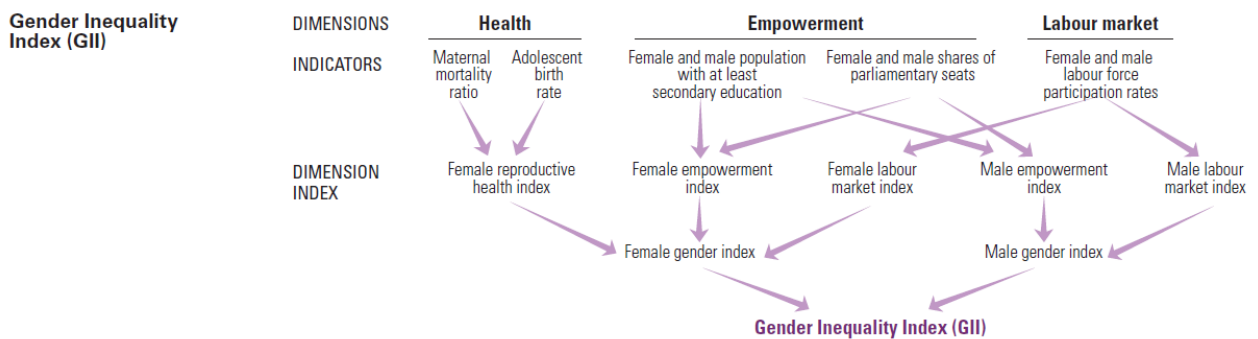 Gender Inequality
Index (GII)
DIMENSIONS
Health
Empowerment
Labour market
INDICATORS
Maternal
mortality
ratio
Adolescent
birth
rate
Female and male population
with at least
secondary education
Female and male shares of
parliamentary seats
Female and male
labour force
participation rates
DIMENSION
INDEX
Female reproductive
health index
Female empowerment
index
Female labour
market index
Male empowerment
index
Male labour
market index
Female gender index
Male gender index
Gender Inequality Index (GII)